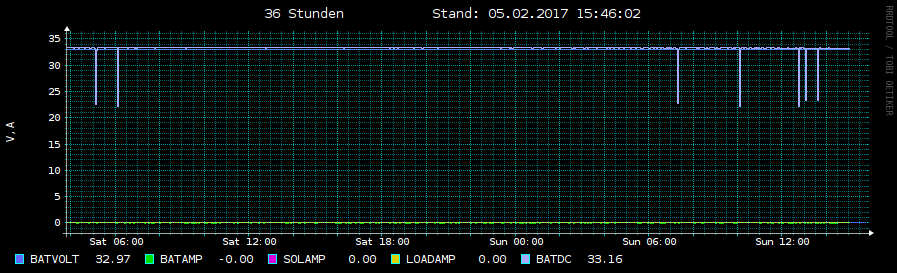 36 Stunden Stand: 05.02.2017 15:46:02
RRDTOOL / TOBI OETIKER
V,A
35
30
25
20
15
10
5
0
Sat 06:00 Sat 12:00 Sat 18:00 Sun 00:00 Sun 06:00 Sun 12:00
BATVOLT 32.97 BATAMP -0.00 SOLAMP 0.00 LOADAMP 0.00 BATDC 33.16